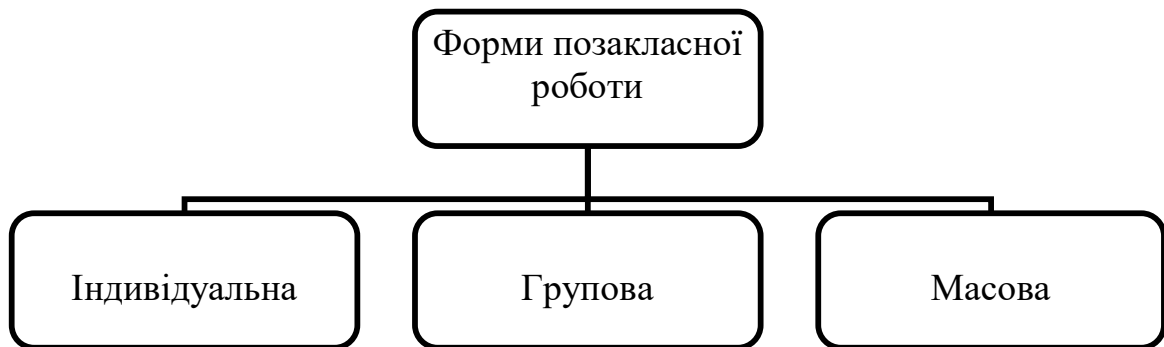 Форми позакласної
роботи
Індивідуальна
Групова
Масова